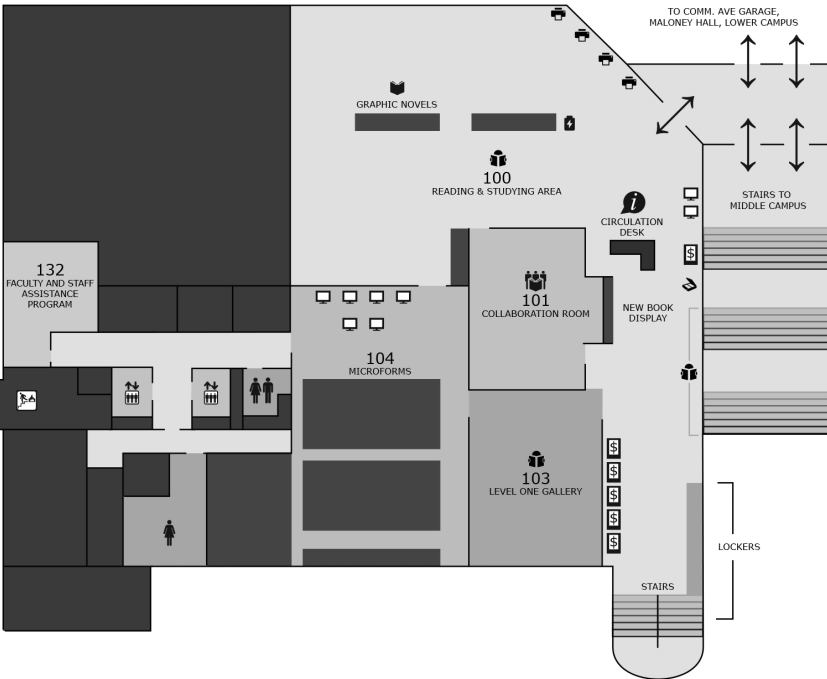 TO COMM. AVE GARAGE,
MALONEY HALL, LOWER CAMPUS
GRAPHIC NOVELS
100
READING & STUDYING AREA
STAIRS TO
MIDDLE CAMPUS
i
CIRCULATION
DESK
$
132
FACULTY AND STAFF
ASSISTANCE
PROGRAM
101
COLLABORATION ROOM
NEW BOOK
DISPLAY
104
MICROFORMS
$
$
$
$
$
103
LEVEL ONE GALLERY
LOCKERS
STAIRS